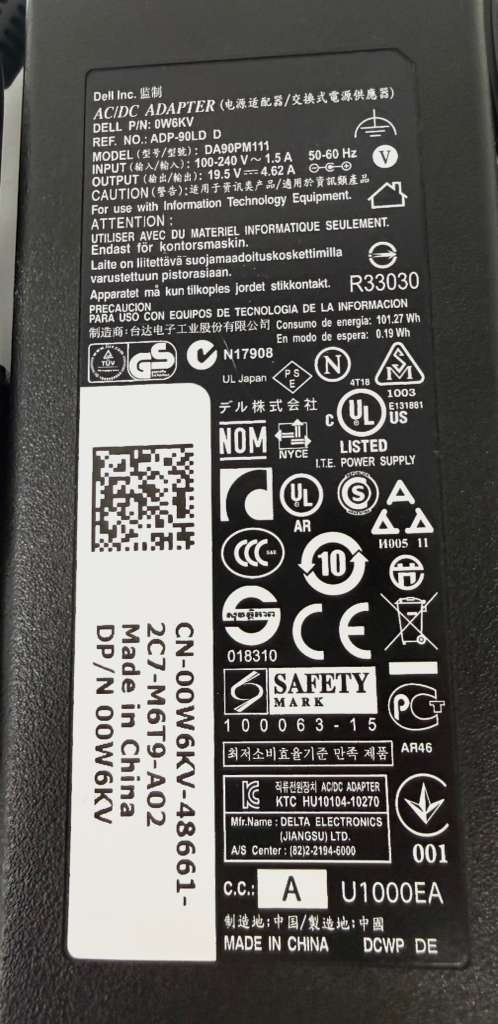 Dell Inc. 监制
AC/DC ADAPTER (电源适配器/交換式電源供應器)
DELL P/N: 0W6KV
REF. NO.: ADP-90LD D
MODEL (型号/型號): DA90PM111
INPUT (输入/輸入): 100-240 V ~ 1.5 A 50-60 Hz
OUTPUT (输出/輸出): 19.5 V ⎓ 4.62 A
V
CAUTION (警告):适用于资讯类产品/適用於資訊類產品
For use with Information Technology Equipment.
ATTENTION :
UTILISER AVEC DU MATERIEL INFORMATIQUE SEULEMENT.
Endast för kontorsmaskin.
Laite on liitettävä suojamaadoituskoskettimilla
varustettuun pistorasiaan.
Apparatet må kun tilkoples jordet stikkontakt.
R33030
PRECAUCION
PARA USO CON EQUIPOS DE TECNOLOGIA DE LA INFORMACION
制造商: 台达电子工业股份有限公司 Consumo de energia: 101.27 Wh
En modo de espera: 0.19 Wh
TÜV
GS
N17908
UL Japan
PSE
N
4T18
SM
1003
デル株式会社
C UL US
E131881
LISTED
I.T.E. POWER SUPPLY
NOM
NYCE
UL
AR
S
A
И005 11
CCC
S&E
10
018310
CE
SAFETY
MARK
100063-15
PCT
AR46
최저소비효율기준 만족 제품
직류전원장치 AC/DC ADAPTER
KTC HU10104-10270
Mfr.Name : DELTA ELECTRONICS
(JIANGSU) LTD.
A/S Center : (82)2-2194-6000
001
C.C.: A U1000EA
制造地:中国/製造地:中國
MADE IN CHINA DCWP DE
CN-00W6KV-48661-
2C7-M6T9-A02
Made in China
DP/N 00W6KV